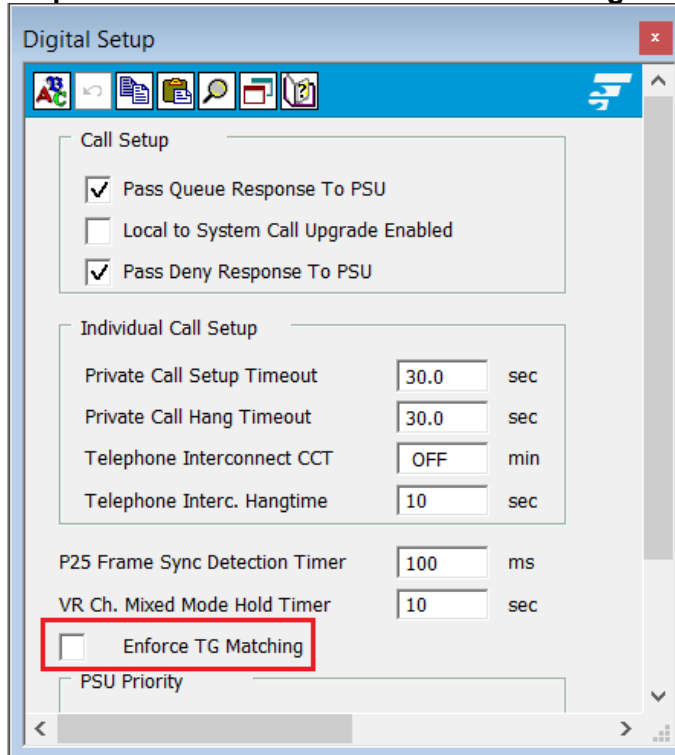 Digital Setup
x
Call Setup
Pass Queue Response To PSU
Local to System Call Upgrade Enabled
Pass Deny Response To PSU
Individual Call Setup
Private Call Setup Timeout 30.0 sec
Private Call Hang Timeout 30.0 sec
Telephone Interconnect CCT OFF min
Telephone Interc. Hangtime 10 sec
P25 Frame Sync Detection Timer 100 ms
VR Ch. Mixed Mode Hold Timer 10 sec
Enforce TG Matching
PSU Priority